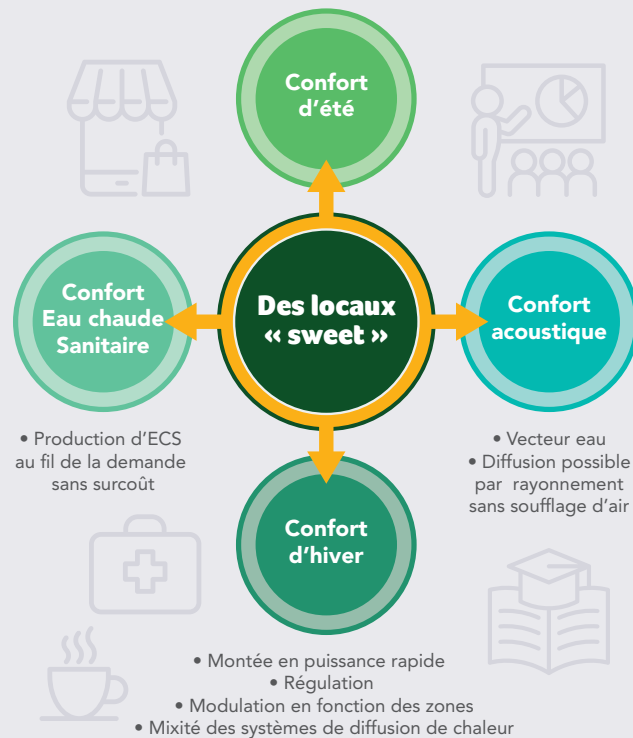 Confort
d’été
Des locaux
« sweet »
Confort
Eau chaude
Sanitaire
• Production d’ECS
au fil de la demande
sans surcoût
Confort
acoustique
• Vecteur eau
• Diffusion possible
par rayonnement
sans soufflage d’air
Confort
d’hiver
• Montée en puissance rapide
• Régulation
• Modulation en fonction des zones
• Mixité des systèmes de diffusion de chaleur